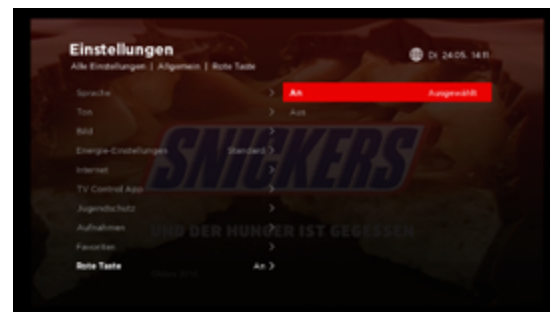 Einstellungen
Di. 24.05. 14:11
Alle Einstellungen | Allgemein | Rote Taste
Sprache
An Ausgewählt
Ton
Aus
Bild
Energie-Einstellungen Standard
Internet
TV Control App
Jugendschutz
Aufnahmen
Favoriten
Rote Taste An
SNICKERS
UND DER HUNGER IST GEGESSEN